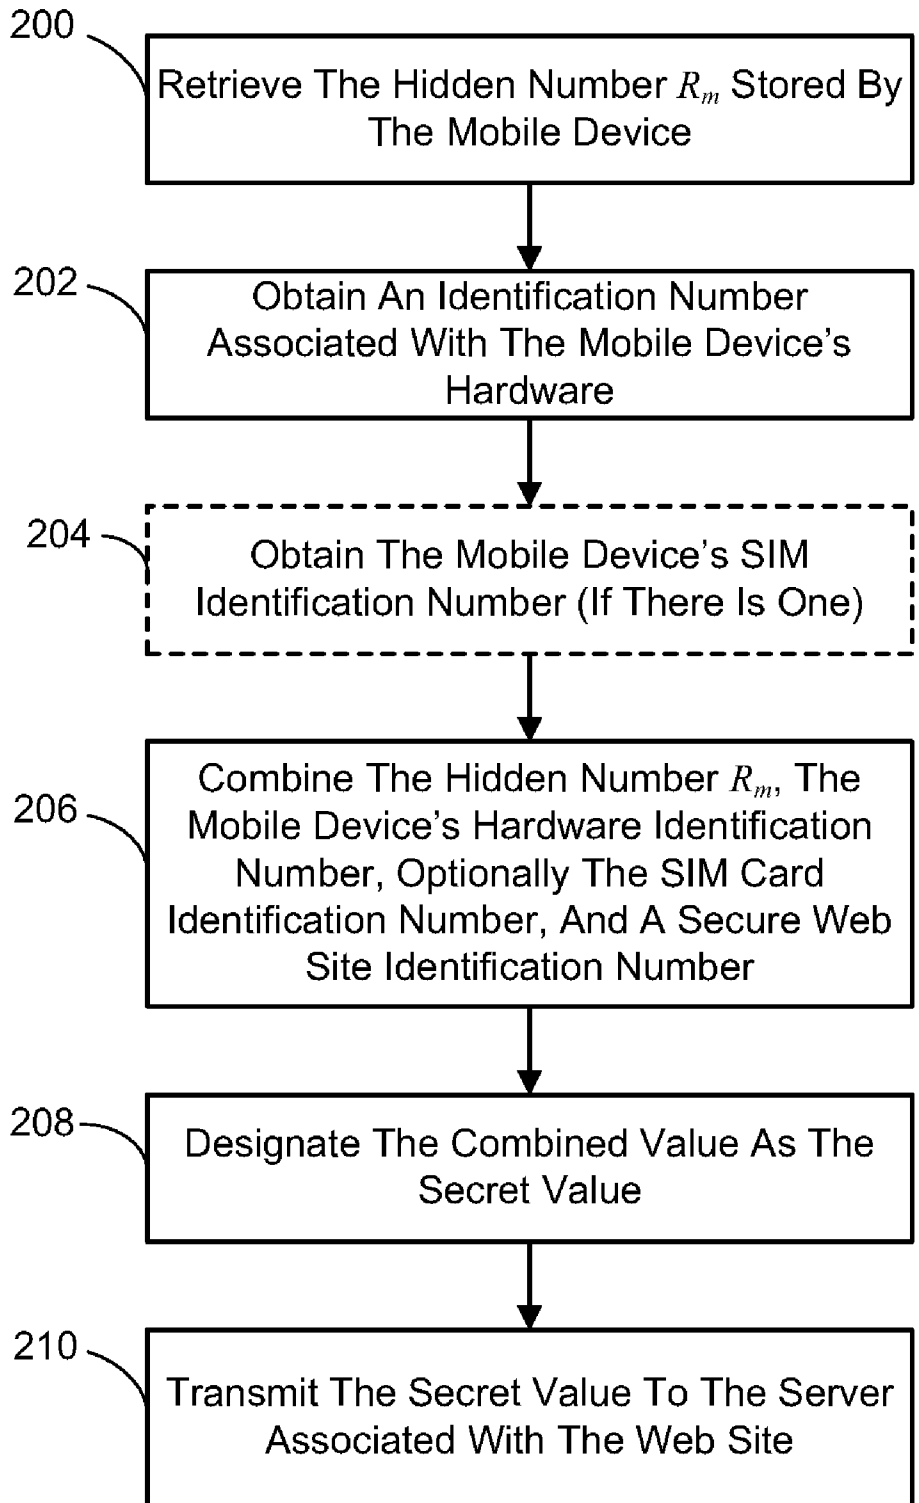 200
Retrieve The Hidden Number Rm Stored By
The Mobile Device
202
Obtain An Identification Number
Associated With The Mobile Device's
Hardware
204
Obtain The Mobile Device's SIM
Identification Number (If There Is One)
206
Combine The Hidden Number Rm, The
Mobile Device's Hardware Identification
Number, Optionally The SIM Card
Identification Number, And A Secure Web
Site Identification Number
208
Designate The Combined Value As The
Secret Value
210
Transmit The Secret Value To The Server
Associated With The Web Site